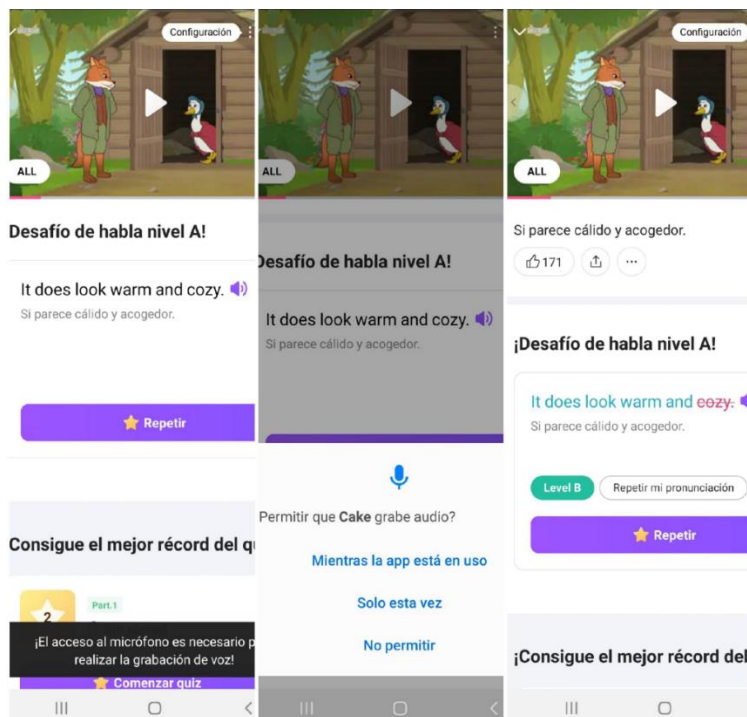 Configuración
ALL
Desafío de habla nivel A!
It does look warm and cozy.
Si parece cálido y acogedor.
Repetir
Consigue el mejor récord del q
Part.1
2
¡El acceso al micrófono es necesario p
realizar la grabación de voz!
Comenzar quiz
ALL
Desafío de habla nivel A!
It does look warm and cozy.
Si parece cálido y acogedor.
Permitir que Cake grabe audio?
Mientras la app está en uso
Solo esta vez
No permitir
Configuración
ALL
Si parece cálido y acogedor.
171
¡Desafío de habla nivel A!
It does look warm and cozy.
Si parece cálido y acogedor.
Level B
Repetir mi pronunciación
Repetir
¡Consigue el mejor récord del